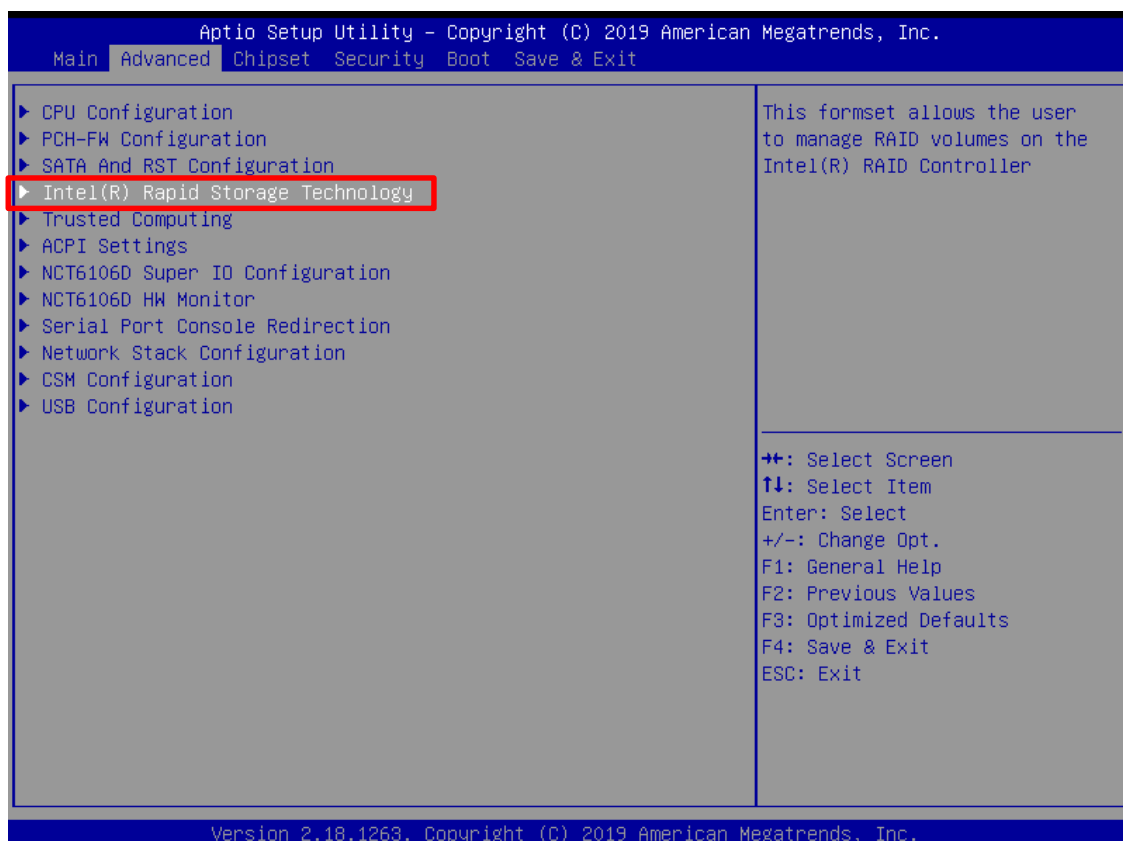 Aptio Setup Utility – Copyright (C) 2019 American Megatrends, Inc.
Main Advanced Chipset Security Boot Save & Exit
▶ CPU Configuration
▶ PCH-FW Configuration
▶ SATA And RST Configuration
▶ Intel(R) Rapid Storage Technology
▶ Trusted Computing
▶ ACPI Settings
▶ NCT6106D Super IO Configuration
▶ NCT6106D HW Monitor
▶ Serial Port Console Redirection
▶ Network Stack Configuration
▶ CSM Configuration
▶ USB Configuration
This formset allows the user
to manage RAID volumes on the
Intel(R) RAID Controller
→←: Select Screen
↑↓: Select Item
Enter: Select
+/-: Change Opt.
F1: General Help
F2: Previous Values
F3: Optimized Defaults
F4: Save & Exit
ESC: Exit
Version 2.18.1263. Copyright (C) 2019 American Megatrends, Inc.